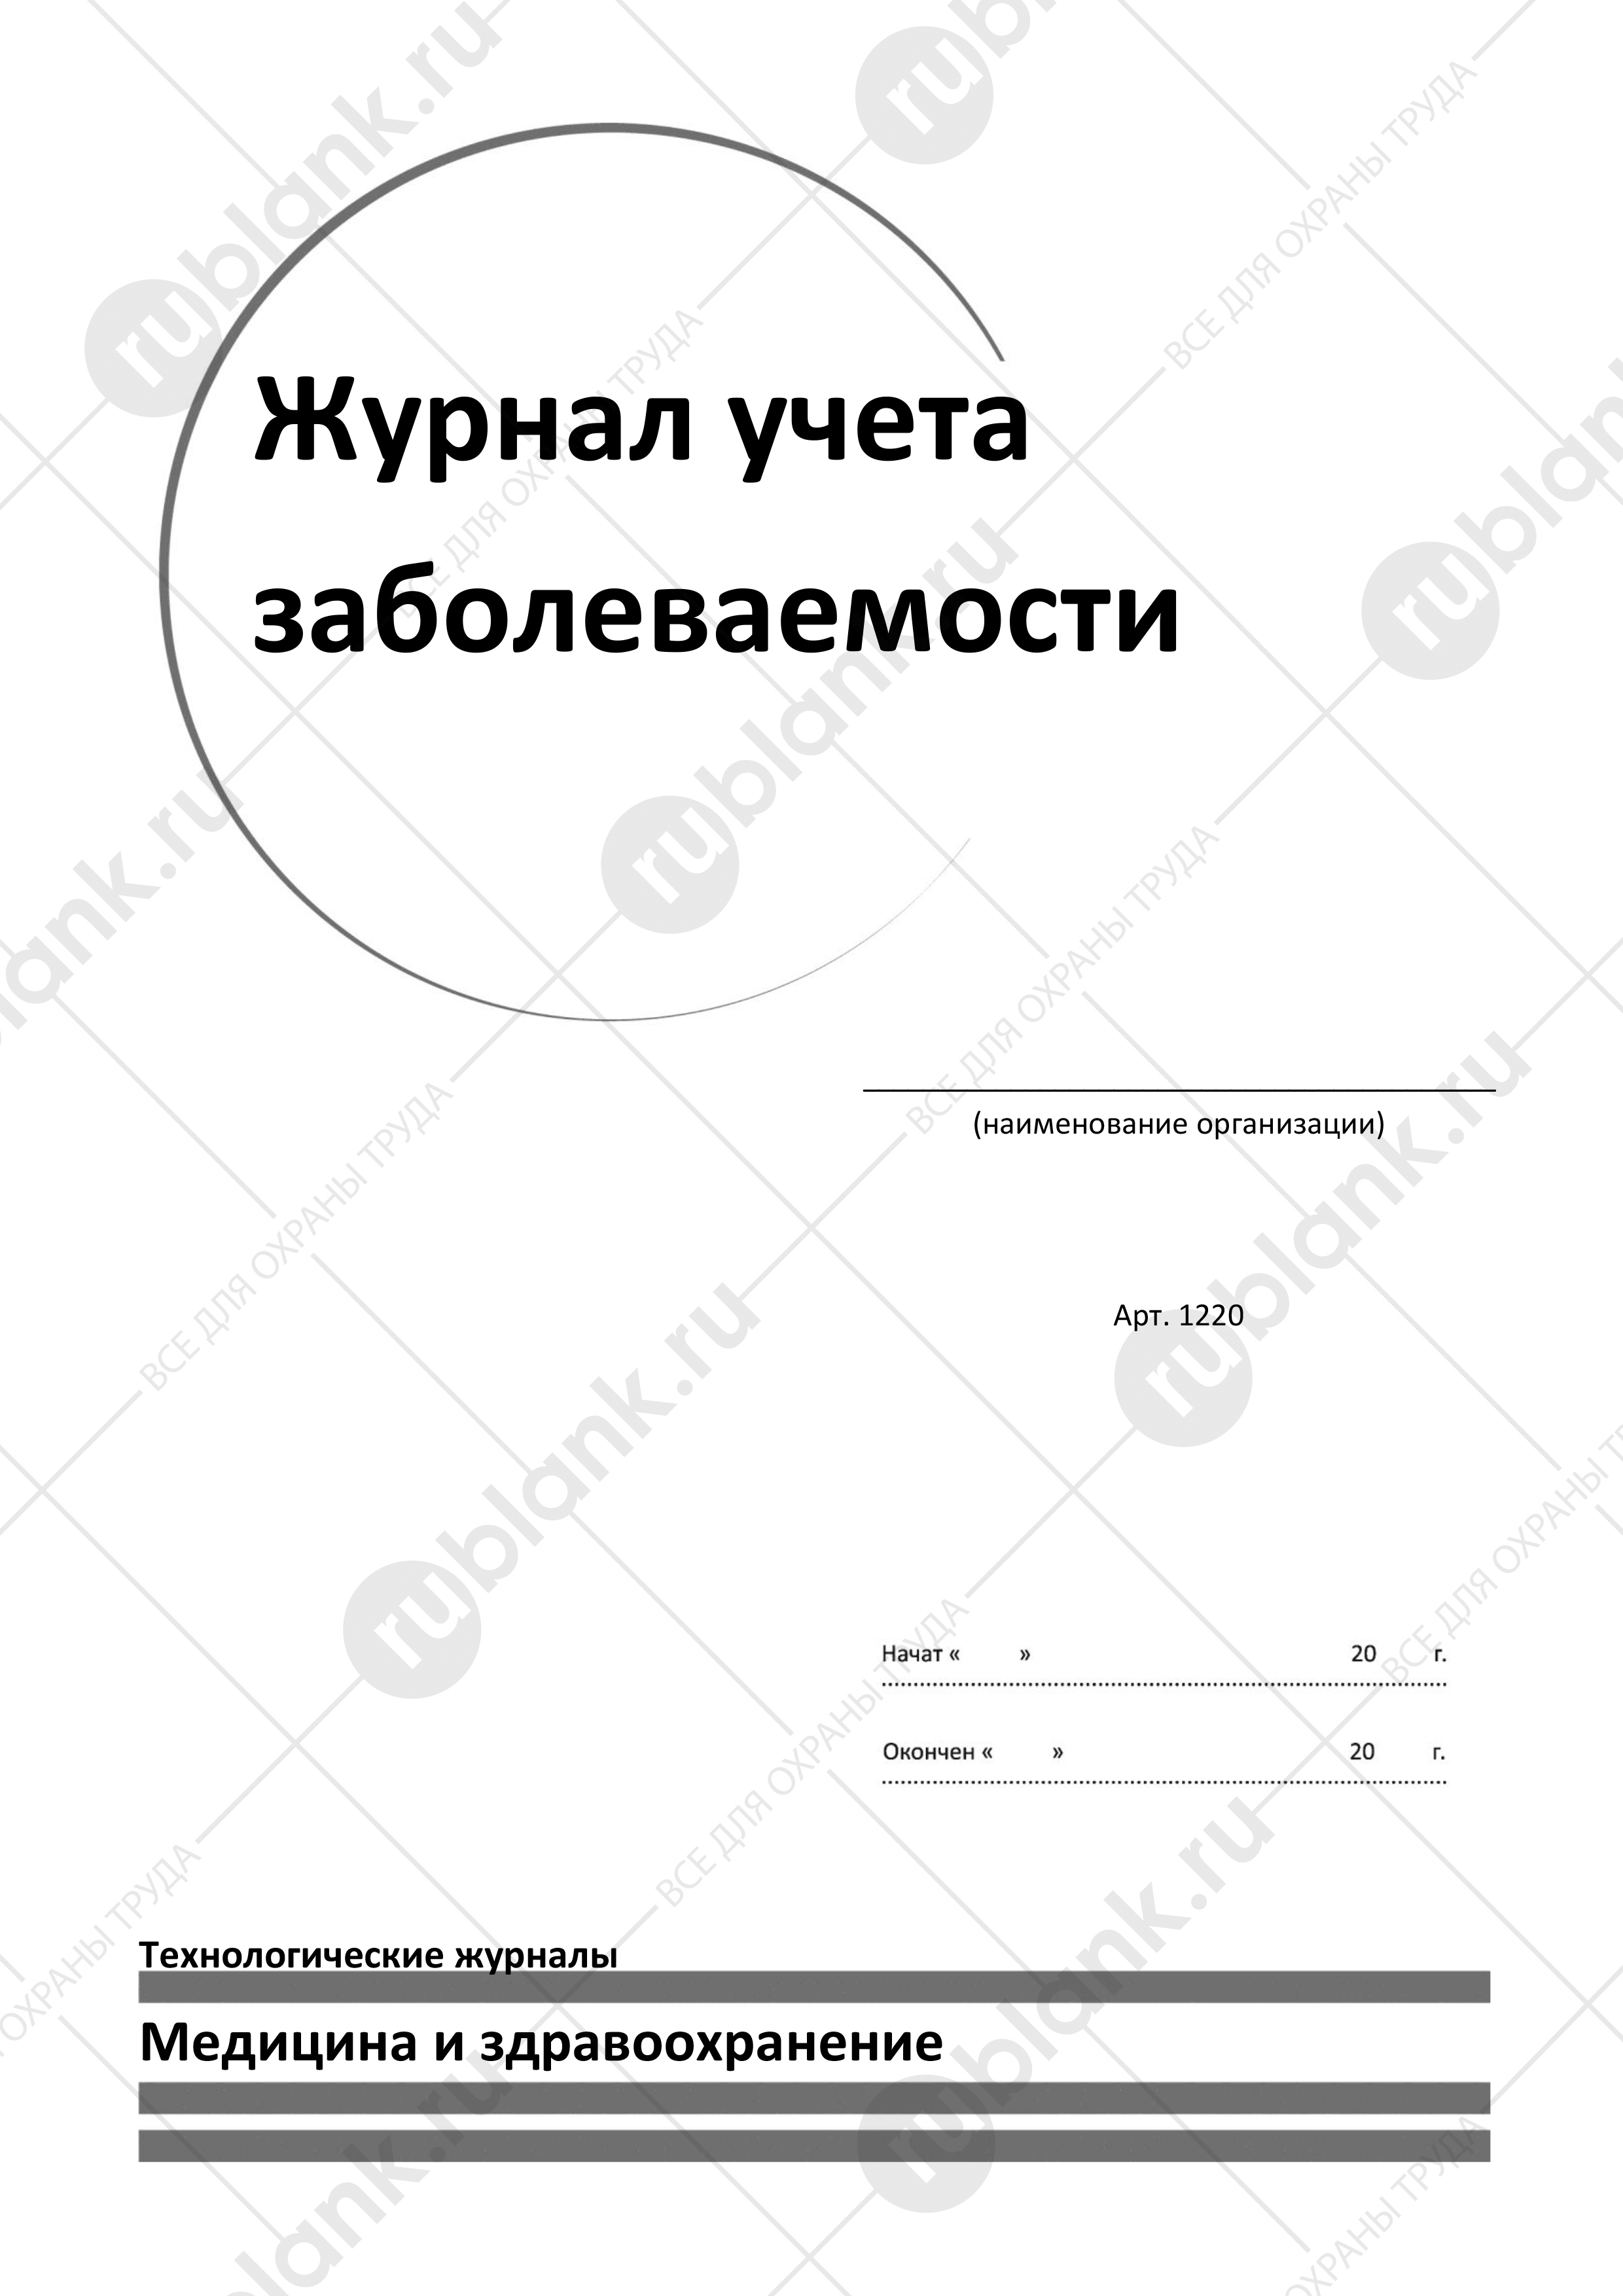 Журнал учета
заболеваемости
(наименование организации)
Арт. 1220
Начат « » 20 г.
Окончен « » 20 г.
Технологические журналы
Медицина и здравоохранение
rublank.ru
ВСЕ ДЛЯ ОХРАНЫ ТРУДА